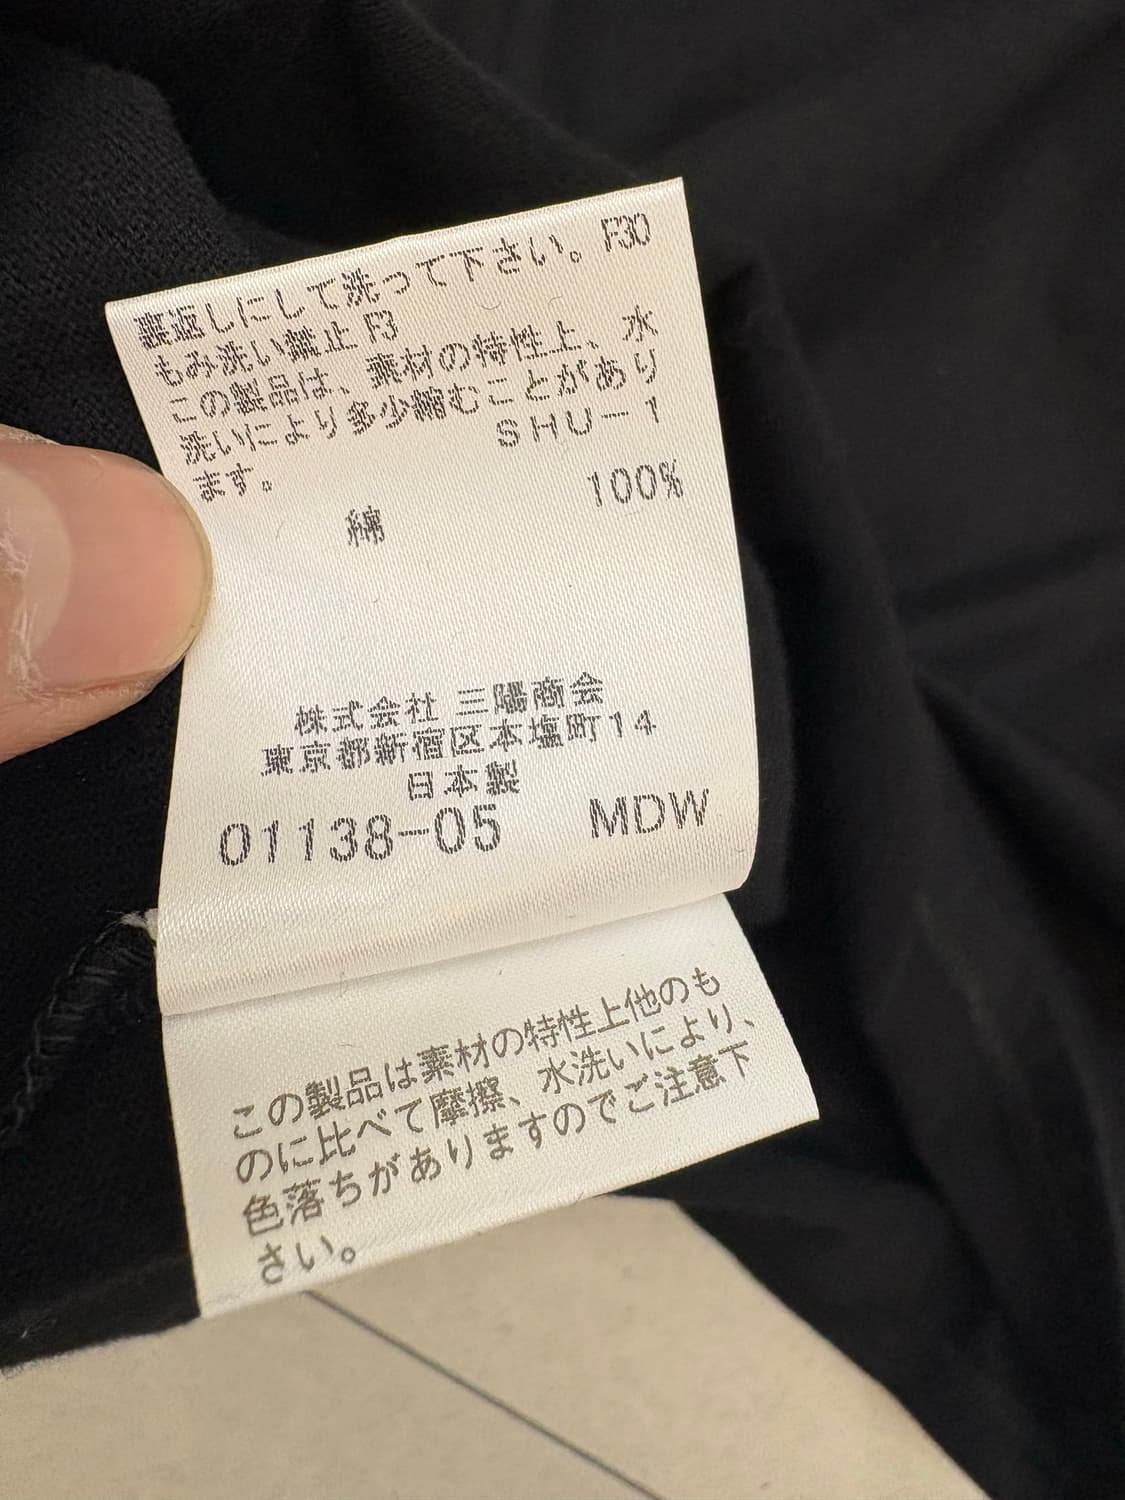 裏返しにして洗って下さい。F30
もみ洗い禁止 F3
この製品は、素材の特性上、水
洗いにより多少縮むことがあり
ます。 SHU-1
綿 100%
株式会社 三陽商会
東京都新宿区本塩町14
日本製
01138-05 MDW
この製品は素材の特性上他のも
のに比べて摩擦、水洗いにより、
色落ちがありますのでご注意下
さい。